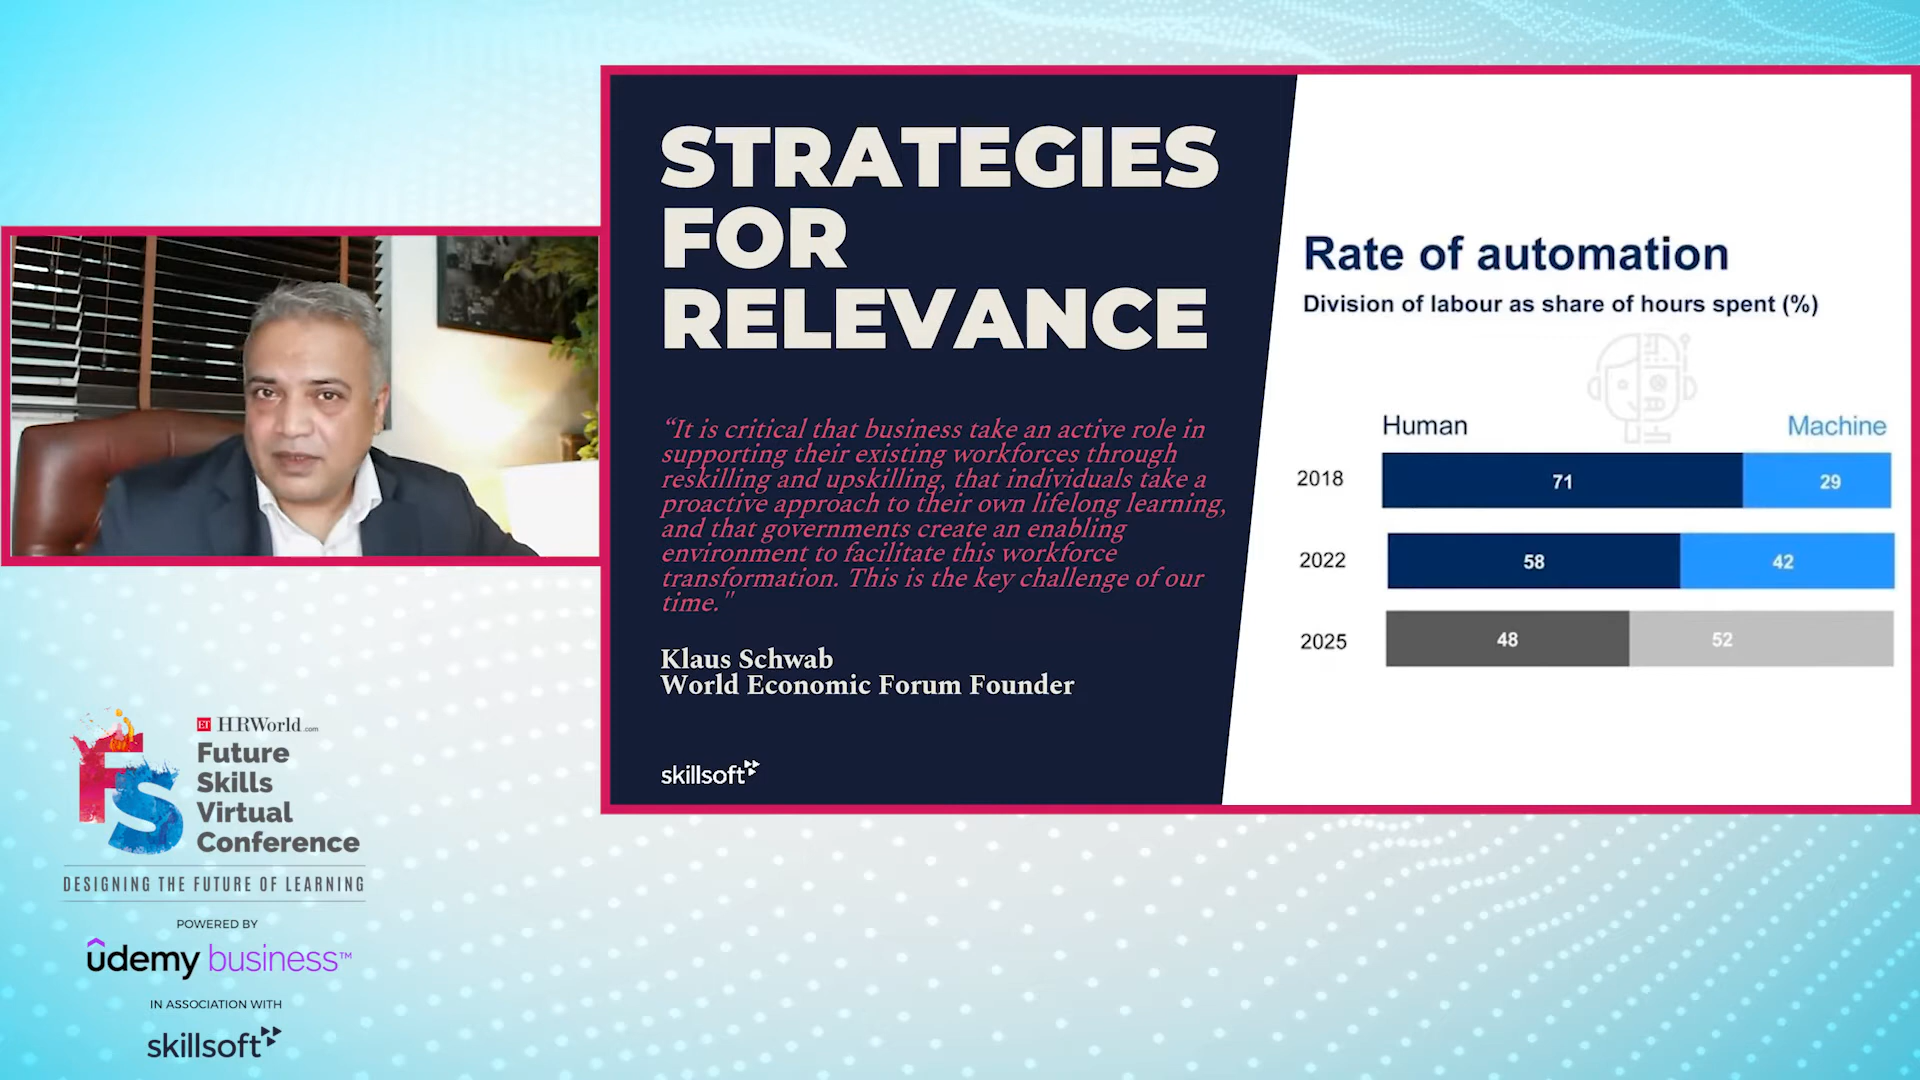 STRATEGIES
FOR
RELEVANCE
“It is critical that business take an active role in
supporting their existing workforces through
reskilling and upskilling, that individuals take a
proactive approach to their own lifelong learning,
and that governments create an enabling
environment to facilitate this workforce
transformation. This is the key challenge of our
time."
Klaus Schwab
World Economic Forum Founder
skillsoft
Rate of automation
Division of labour as share of hours spent (%)
Human Machine
2018 71 29
2022 58 42
2025 48 52
FS
ET HRWorld.com
Future
Skills
Virtual
Conference
DESIGNING THE FUTURE OF LEARNING
POWERED BY
udemy business™
IN ASSOCIATION WITH
skillsoft